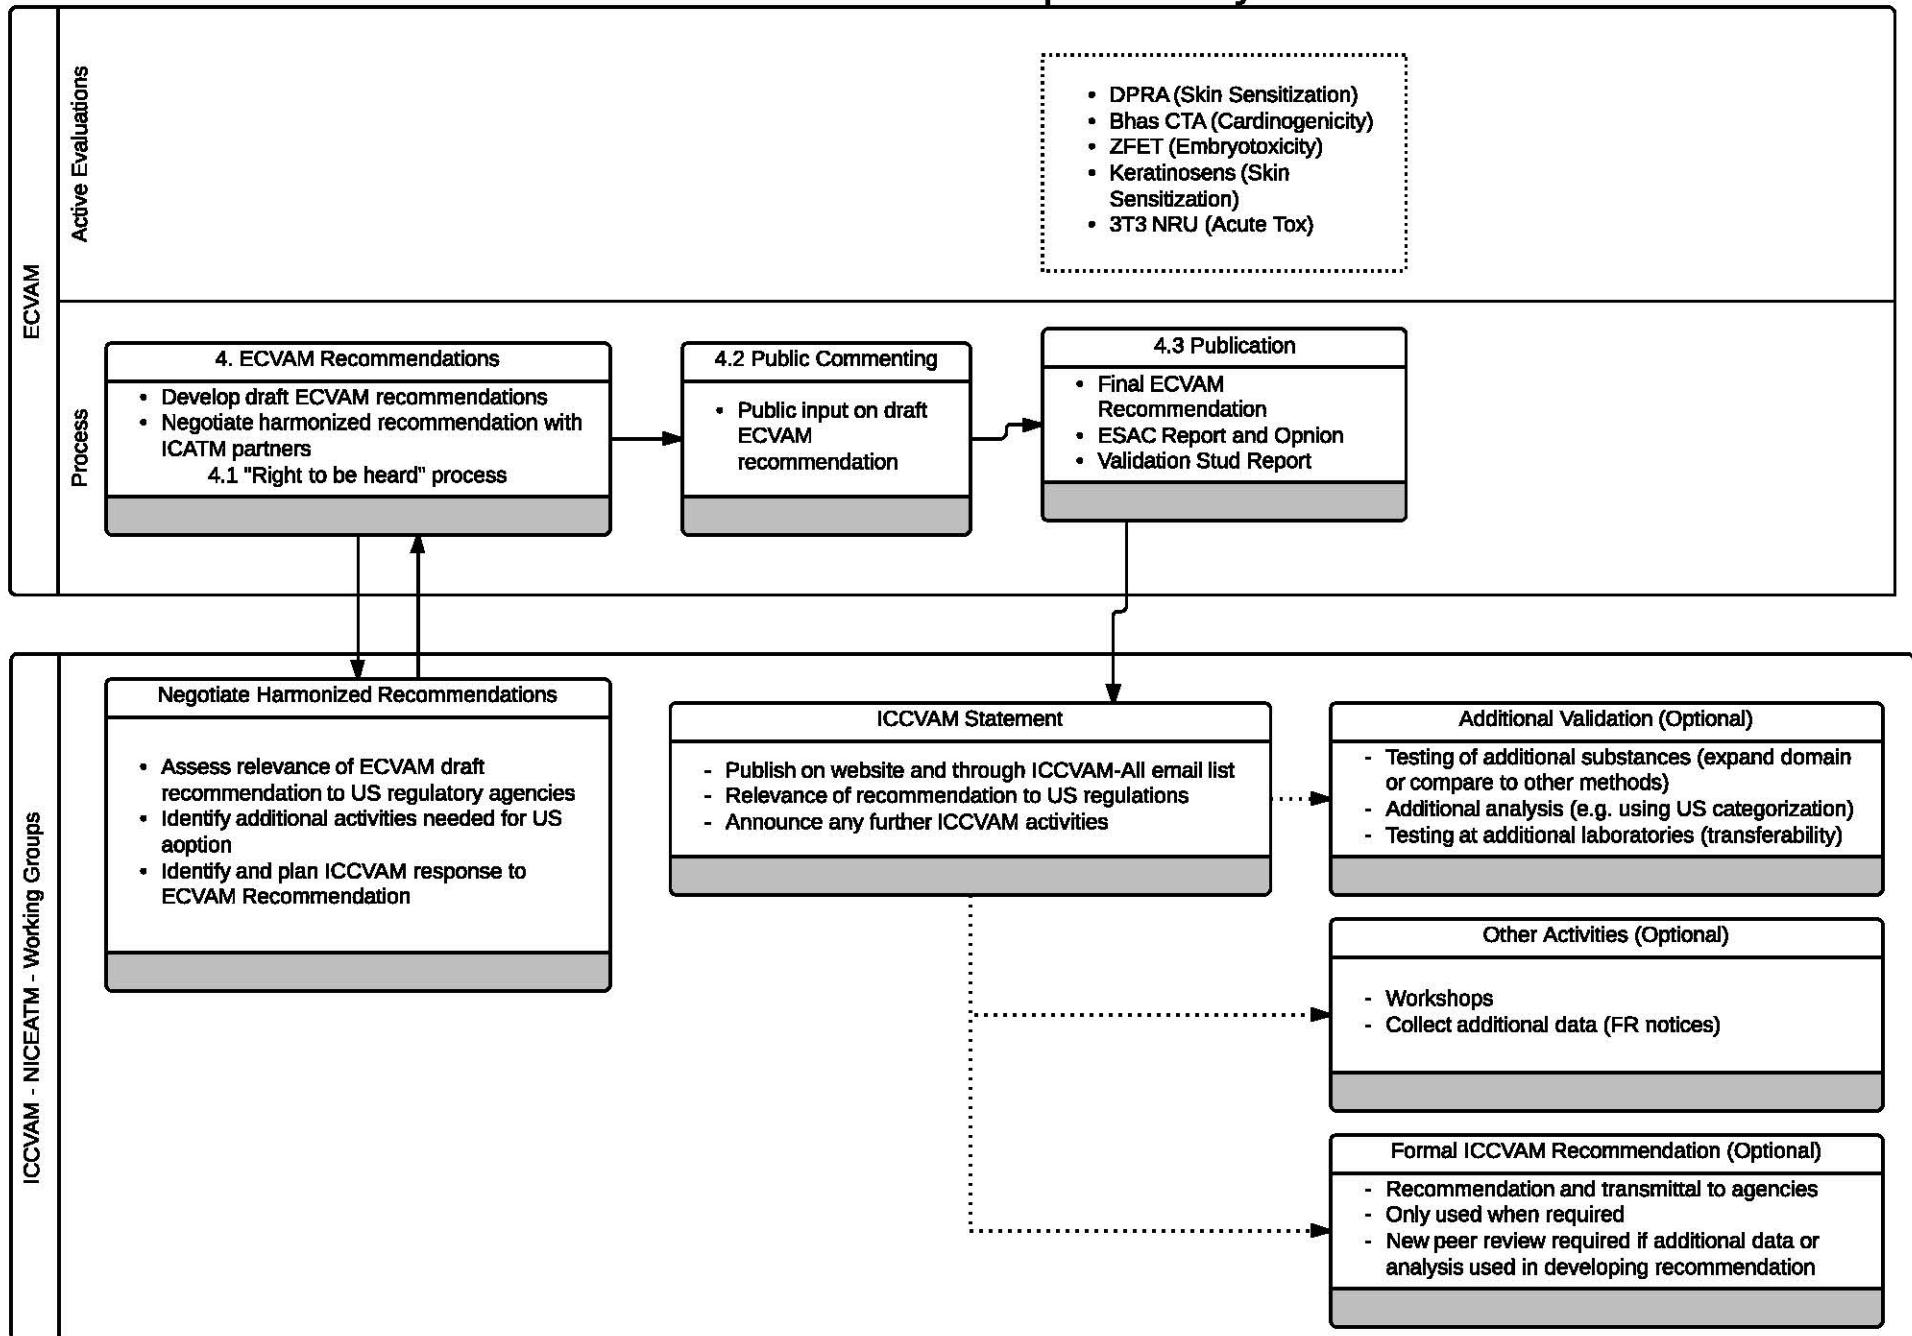 ECVAM
Active Evaluations
• DPRA (Skin Sensitization)
• Bhas CTA (Cardinogenicity)
• ZFET (Embryotoxicity)
• Keratinosens (Skin
Sensitization)
• 3T3 NRU (Acute Tox)
Process
4. ECVAM Recommendations
• Develop draft ECVAM recommendations
• Negotiate harmonized recommendation with
ICATM partners
4.1 "Right to be heard" process
4.2 Public Commenting
• Public input on draft
ECVAM
recommendation
4.3 Publication
• Final ECVAM
Recommendation
• ESAC Report and Opnion
• Validation Stud Report
ICCVAM - NICEATM - Working Groups
Negotiate Harmonized Recommendations
• Assess relevance of ECVAM draft
recommendation to US regulatory agencies
• Identify additional activities needed for US
aoption
• Identify and plan ICCVAM response to
ECVAM Recommendation
ICCVAM Statement
- Publish on website and through ICCVAM-All email list
- Relevance of recommendation to US regulations
- Announce any further ICCVAM activities
Additional Validation (Optional)
- Testing of additional substances (expand domain
or compare to other methods)
- Additional analysis (e.g. using US categorization)
- Testing at additional laboratories (transferability)
Other Activities (Optional)
- Workshops
- Collect additional data (FR notices)
Formal ICCVAM Recommendation (Optional)
- Recommendation and transmittal to agencies
- Only used when required
- New peer review required if additional data or
analysis used in developing recommendation